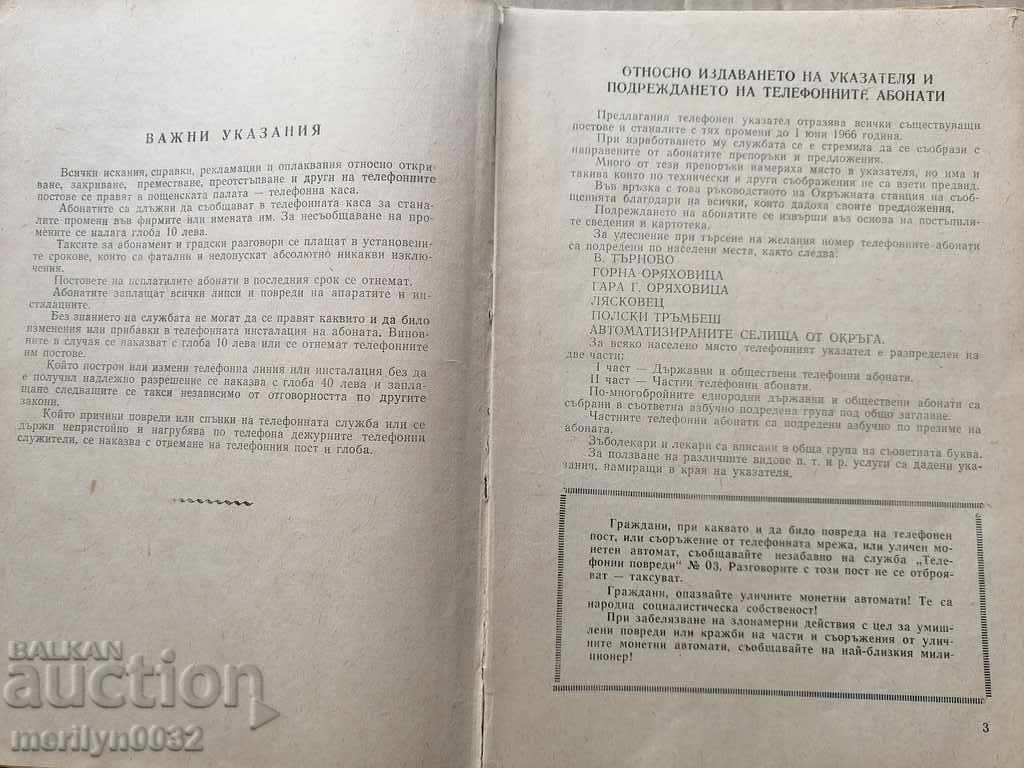 ВАЖНИ УКАЗАНИЯ
Всички искания, справки, рекламации и оплаквания относно откри-
ване, закриване, преместване, преотстъпване и други на телефонните
постове се правят в пощенската палата — телефонна каса.
Абонатите са длъжни да съобщават в телефонната каса за стана-
лите промени във фирмите или имената им. За несъобщаване на про-
мените се налага глоба 10 лева.
Таксите за абонамент и градски разговори се плащат в установени-
те срокове, които са фатални и недопускат абсолютно никакви изклю-
чения.
Постовете на неплатилите абонати в последния срок се отнемат.
Абонатите заплащат всички липси и повреди на апаратите и ин-
сталациите.
Без знанието на службата не могат да се правят каквито и да било
изменения или прибавки в телефонната инсталация на абоната. Винов-
ните в случая се наказват с глоба 10 лева или се отнемат телефонните
им постове.
Който построи или измени телефонна линия или инсталация без да
е получил надлежно разрешение се наказва с глоба 40 лева и запла-
щане следващите се такси независимо от отговорността по другите
закони.
Който причини повреди или спънки на телефонната служба или се
държи непристойно и нагрубява по телефона дежурните телефонни
служители, се наказва с отнемане на телефонния пост и глоба.
ОТНОСНО ИЗДАВАНЕТО НА УКАЗАТЕЛЯ И
ПОДРЕЖДАНЕТО НА ТЕЛЕФОННИТЕ АБОНАТИ
Предлагания телефонен указател отразява всички съществуващи
постове и станалите с тях промени до 1 юни 1966 година.
При изработването му службата се е стремила да се съобрази с
направените от абонатите препоръки и предложения.
Много от тези препоръки намериха място в указателя, но има и
такива които по технически и други съображения не са взети предвид.
Във връзка с това ръководството на Окръжната станция на съоб-
щенията благодари на всички, които дадоха своите предложения.
Подреждането на абонатите се извърши въз основа на постъпили-
те сведения и картотека.
За улеснение при търсене на желания номер телефонните абонати
са подредени по населени места, както следва:
В. ТЪРНОВО
ГОРНА ОРЯХОВИЦА
ГАРА Г. ОРЯХОВИЦА
ЛЯСКОВЕЦ
ПОЛСКИ ТРЪМБЕШ
АВТОМАТИЗИРАНИТЕ СЕЛИЩА ОТ ОКРЪГА.
За всяко населено място телефонният указател е разпределен на
две части:
I част — Държавни и обществени телефонни абонати.
II част — Частни телефонни абонати.
По-многобройните еднородни държавни и обществени абонати са
събрани в съответна азбучно подредена група под общо заглавие.
Частните телефонни абонати са подредени азбучно по презиме на
абоната.
Зъболекари и лекари са вписани в обща група на съответната буква.
За ползване на различните видове п. т. и р. услуги са дадени ука-
зания, намиращи в края на указателя.
Граждани, при каквато и да било повреда на телефонен
пост, или съоръжение от телефонната мрежа, или уличен мо-
нетен автомат, съобщавайте незабавно на служба „Теле-
фонни повреди" № 03. Разговорите с този пост не се отброя-
ват — таксуват.
Граждани, опазвайте уличните монетни автомати! Те са
народна социалистическа собственост!
При забелязване на злонамерни действия с цел за умиш-
лени повреди или кражби на части и съоръжения от улич-
ните монетни автомати, съобщавайте на най-близкия мили-
ционер!
3
BALKAN
auction
merilyn0032